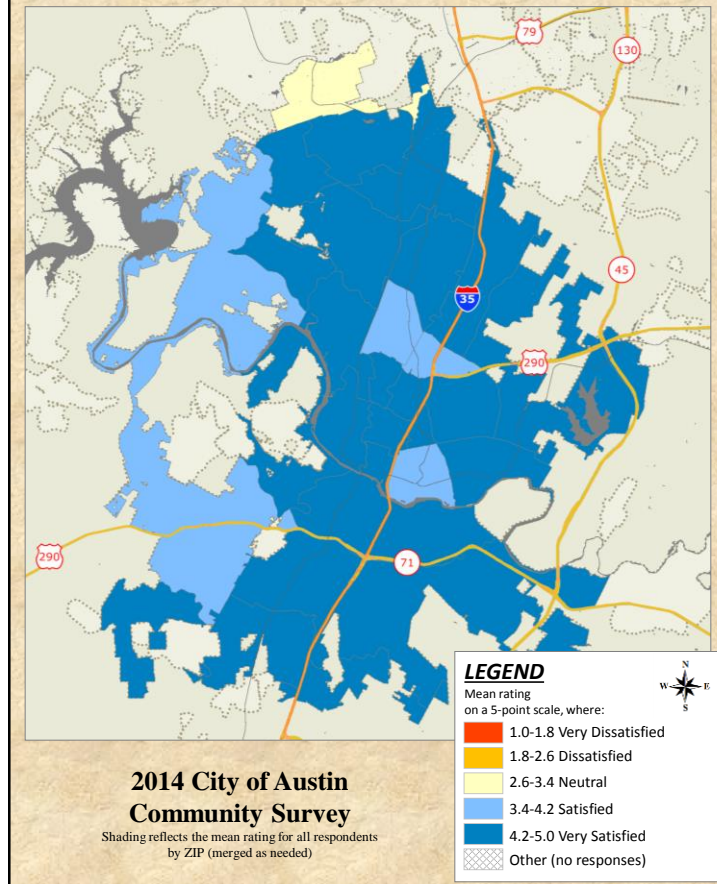 79
130
35
45
290
290
71
LEGEND
Mean rating
on a 5-point scale, where:
1.0-1.8 Very Dissatisfied
1.8-2.6 Dissatisfied
2.6-3.4 Neutral
3.4-4.2 Satisfied
4.2-5.0 Very Satisfied
Other (no responses)
N
W E
S
2014 City of Austin
Community Survey
Shading reflects the mean rating for all respondents
by ZIP (merged as needed)